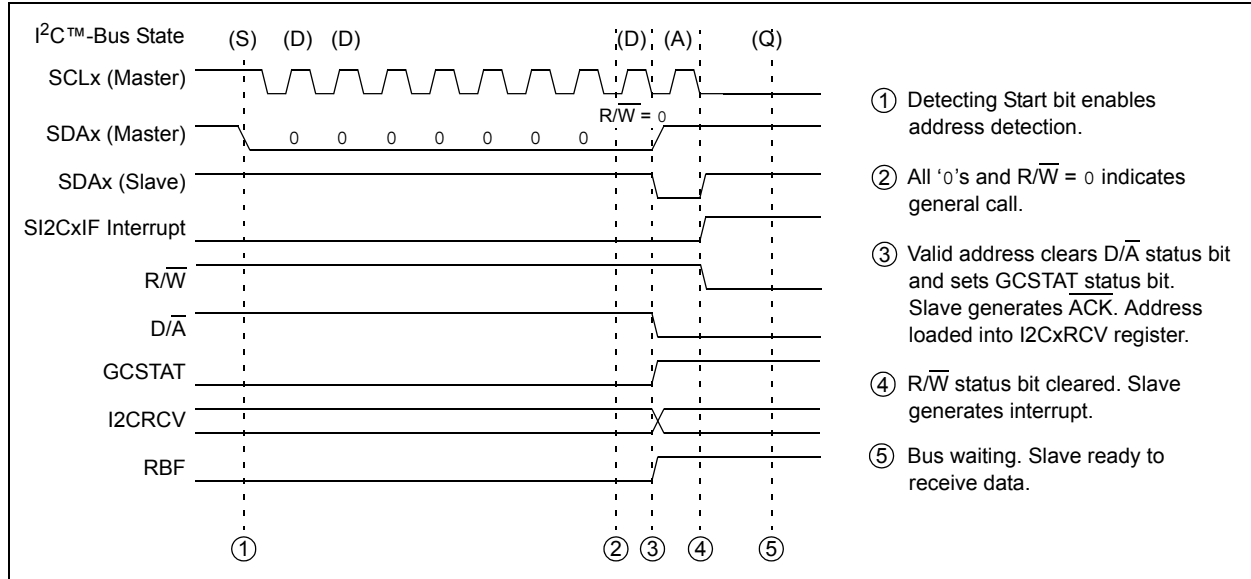 I²C™-Bus State (S) (D) (D) (D) (A) (Q)
SCLx (Master)
R/W̅ = 0
SDAx (Master) 0 0 0 0 0 0 0
SDAx (Slave)
SI2CxIF Interrupt
R/W̅
D/A̅
GCSTAT
I2CRCV
RBF
① ② ③ ④ ⑤
① Detecting Start bit enables
address detection.
② All ‘0’s and R/W̅ = 0 indicates
general call.
③ Valid address clears D/A̅ status bit
and sets GCSTAT status bit.
Slave generates A̅C̅K̅. Address
loaded into I2CxRCV register.
④ R/W̅ status bit cleared. Slave
generates interrupt.
⑤ Bus waiting. Slave ready to
receive data.